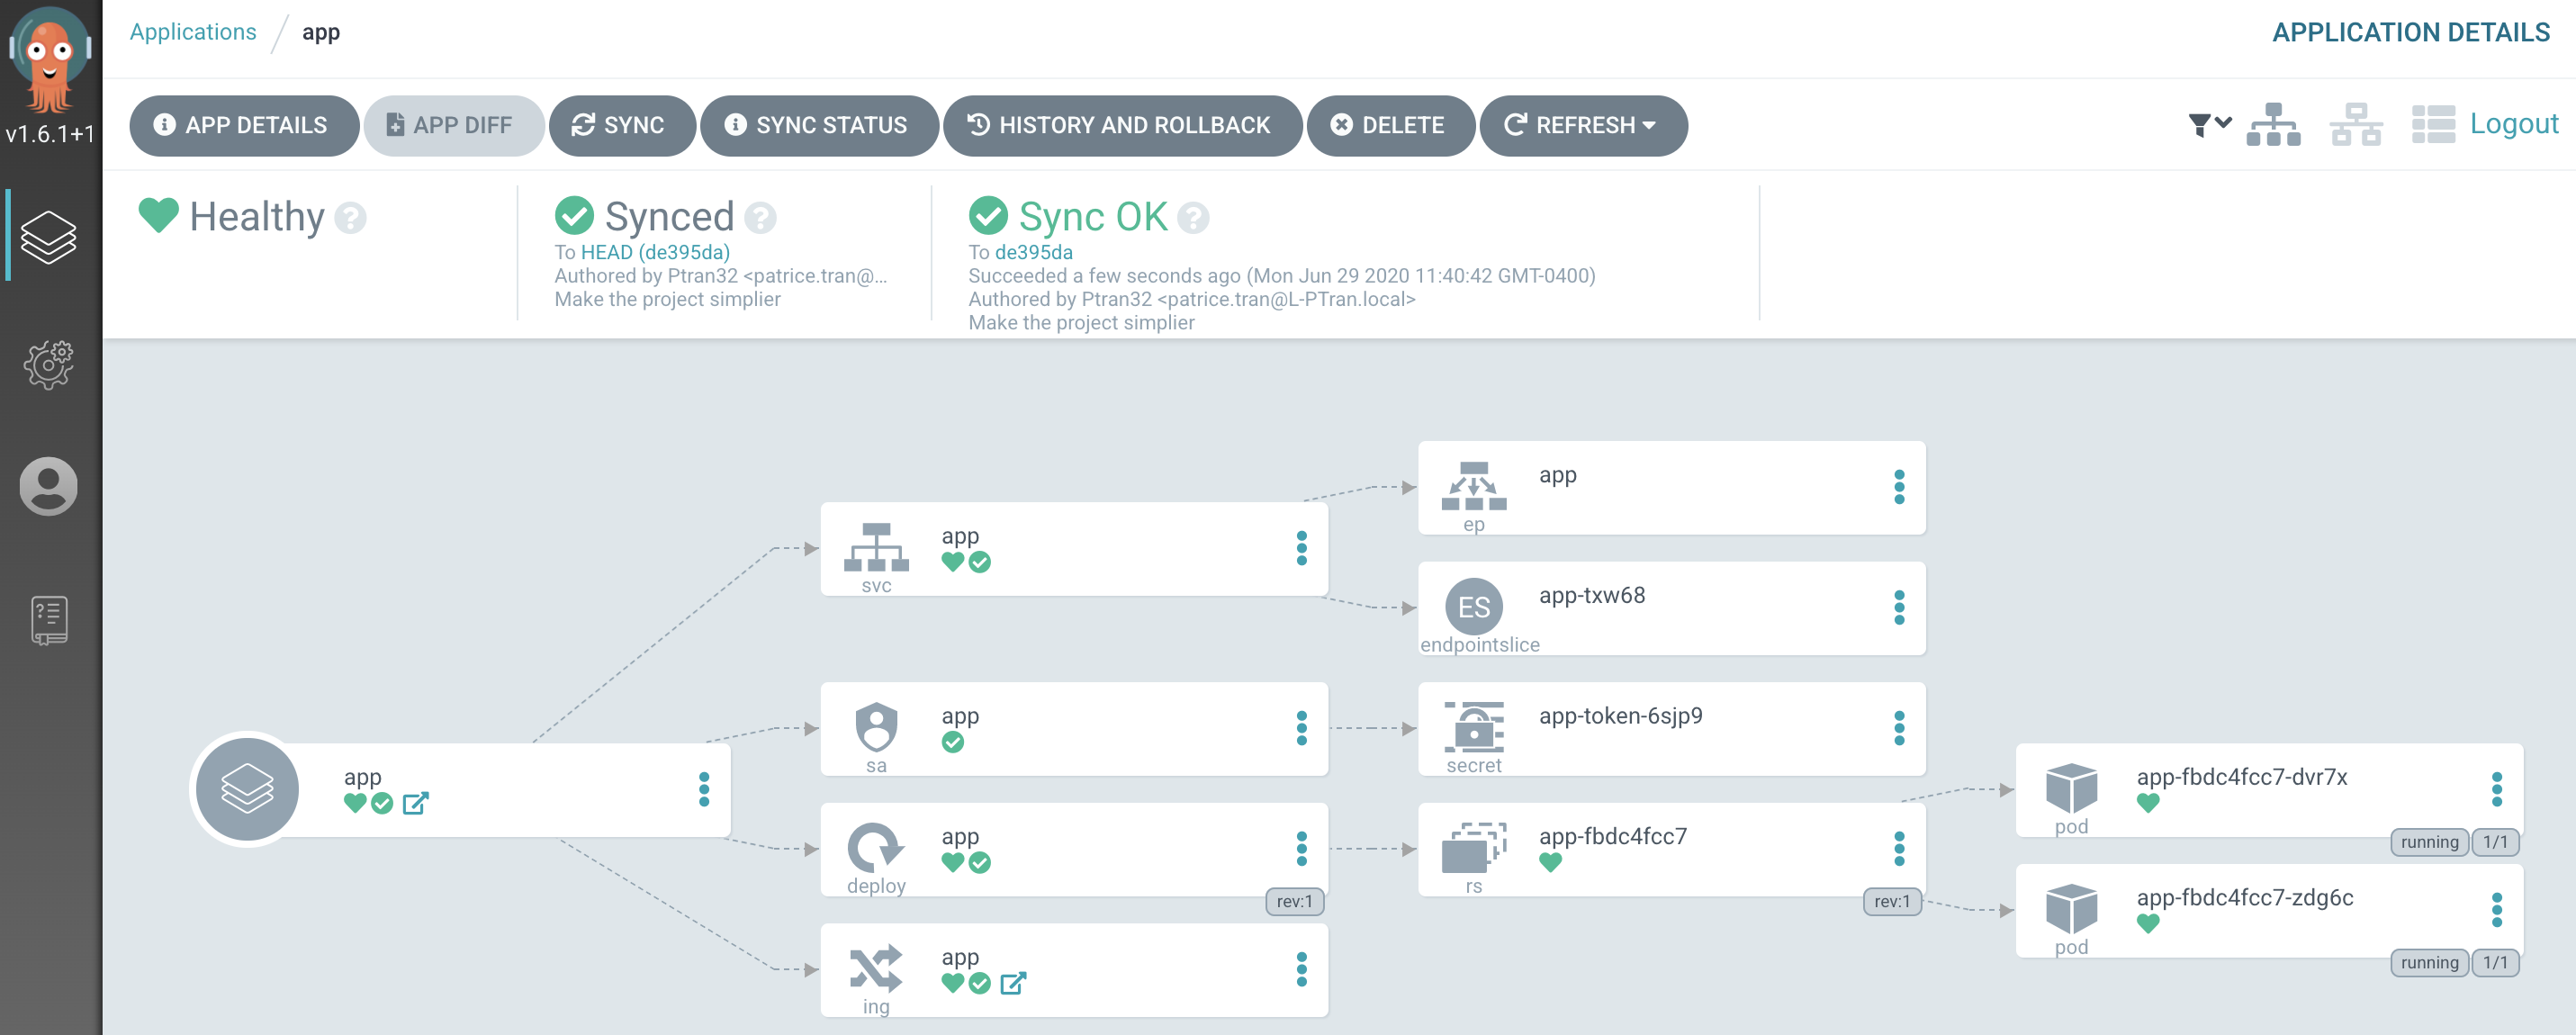 Applications / app
APPLICATION DETAILS
v1.6.1+1
APP DETAILS
APP DIFF
SYNC
SYNC STATUS
HISTORY AND ROLLBACK
DELETE
REFRESH
Logout
Healthy ?
Synced ?
To HEAD (de395da)
Authored by Ptran32 <patrice.tran@...
Make the project simplier
Sync OK ?
To de395da
Succeeded a few seconds ago (Mon Jun 29 2020 11:40:42 GMT-0400)
Authored by Ptran32 <patrice.tran@L-PTran.local>
Make the project simplier
app
app
svc
app
sa
app
deploy
rev:1
app
ing
app
ep
ES
app-txw68
endpointslice
app-token-6sjp9
secret
app-fbdc4fcc7
rs
rev:1
app-fbdc4fcc7-dvr7x
pod
running 1/1
app-fbdc4fcc7-zdg6c
pod
running 1/1